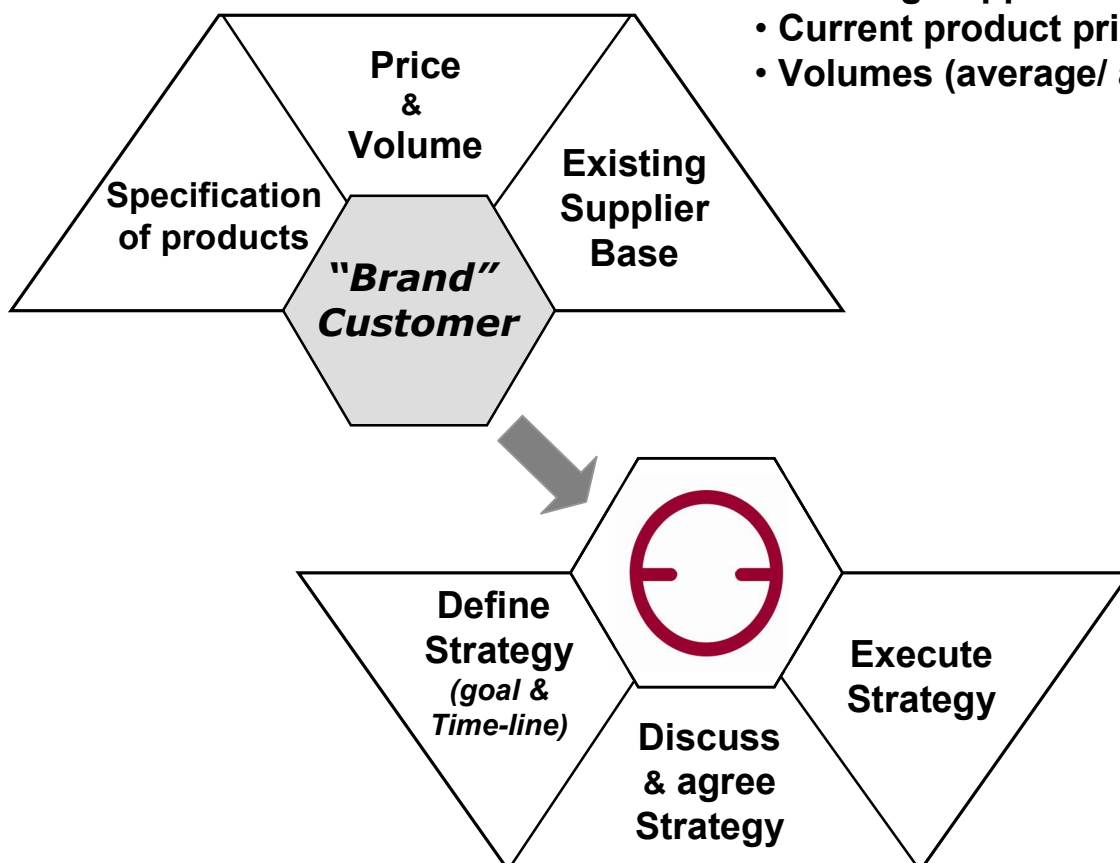 • Current product pri
• Volumes (average/ a
Price
&
Volume
Specification
of products
Existing
Supplier
Base
“Brand”
Customer
Define
Strategy
(goal &
Time-line)
Discuss
& agree
Strategy
Execute
Strategy